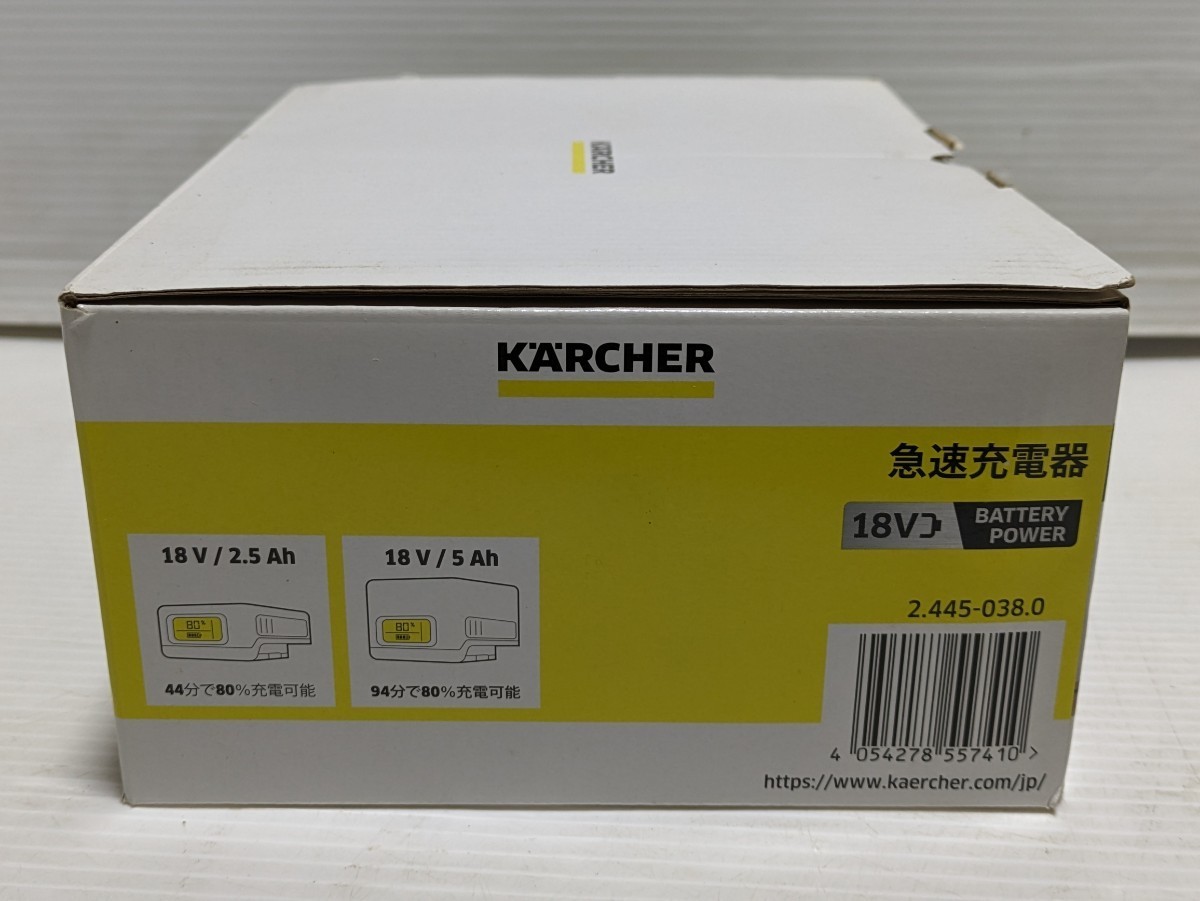 KÄRCHER
KÄRCHER
急速充電器
18V
BATTERY
POWER
18 V / 2.5 Ah
80%
44分で80%充電可能
18 V / 5 Ah
80%
94分で80%充電可能
2.445-038.0
4 054278 557410 >
https://www.kaercher.com/jp/